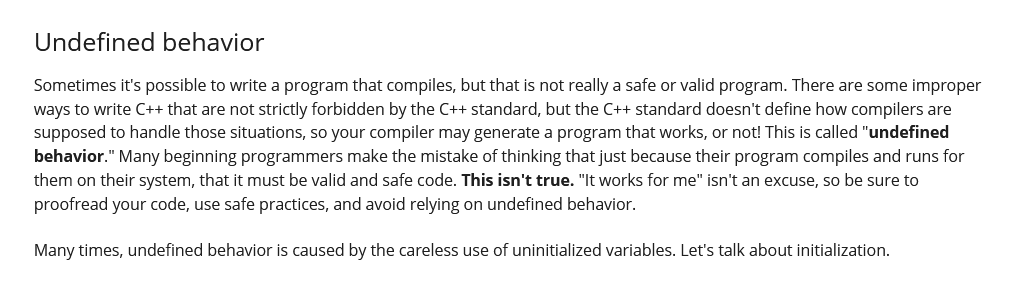 Undefined behavior
Sometimes it's possible to write a program that compiles, but that is not really a safe or valid program. There are some improper
ways to write C++ that are not strictly forbidden by the C++ standard, but the C++ standard doesn't define how compilers are
supposed to handle those situations, so your compiler may generate a program that works, or not! This is called "undefined
behavior." Many beginning programmers make the mistake of thinking that just because their program compiles and runs for
them on their system, that it must be valid and safe code. This isn't true. "It works for me" isn't an excuse, so be sure to
proofread your code, use safe practices, and avoid relying on undefined behavior.
Many times, undefined behavior is caused by the careless use of uninitialized variables. Let's talk about initialization.